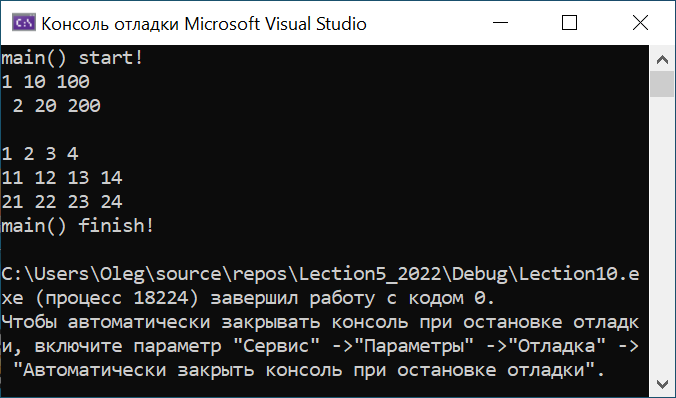 Консоль отладки Microsoft Visual Studio
main() start!
1 10 100
 2 20 200

1 2 3 4
11 12 13 14
21 22 23 24
main() finish!

C:\Users\Oleg\source\repos\Lection5_2022\Debug\Lection10.e
xe (процесс 18224) завершил работу с кодом 0.
Чтобы автоматически закрывать консоль при остановке отладк
и, включите параметр "Сервис" ->"Параметры" ->"Отладка" ->
 "Автоматически закрыть консоль при остановке отладки".